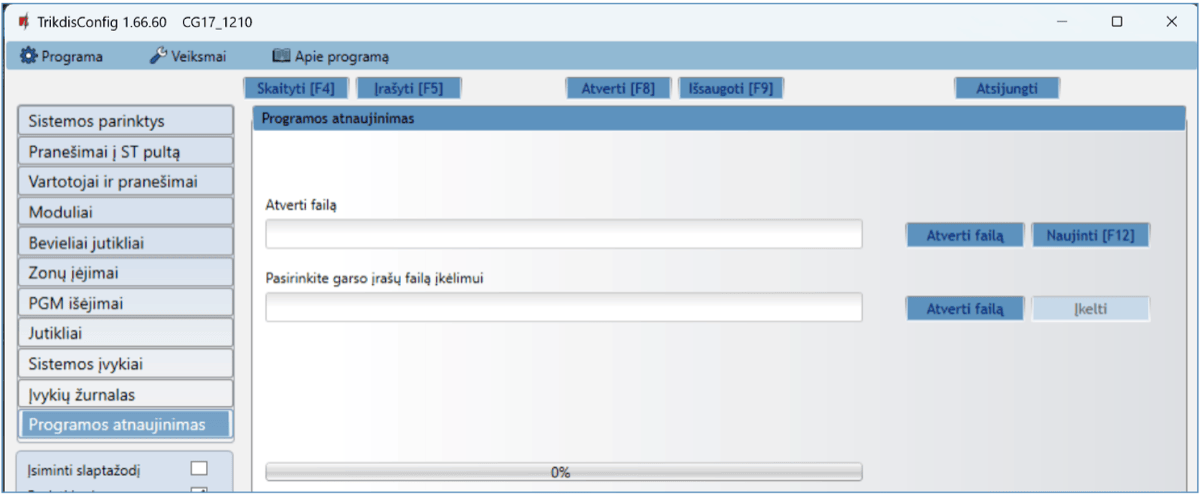 TrikdisConfig 1.66.60 CG17_1210
Programa Veiksmai Apie programą
Skaityti [F4] Įrašyti [F5] Atverti [F8] Išsaugoti [F9] Atsijungti
Sistemos parinktys
Pranešimai į ST pultą
Vartotojai ir pranešimai
Moduliai
Bevieliai jutikliai
Zonų įėjimai
PGM išėjimai
Jutikliai
Sistemos įvykiai
Įvykių žurnalas
Programos atnaujinimas
Įsiminti slaptažodį
Programos atnaujinimas
Atverti failą
Atverti failą Naujinti [F12]
Pasirinkite garso įrašų failą įkėlimui
Atverti failą Įkelti
0%